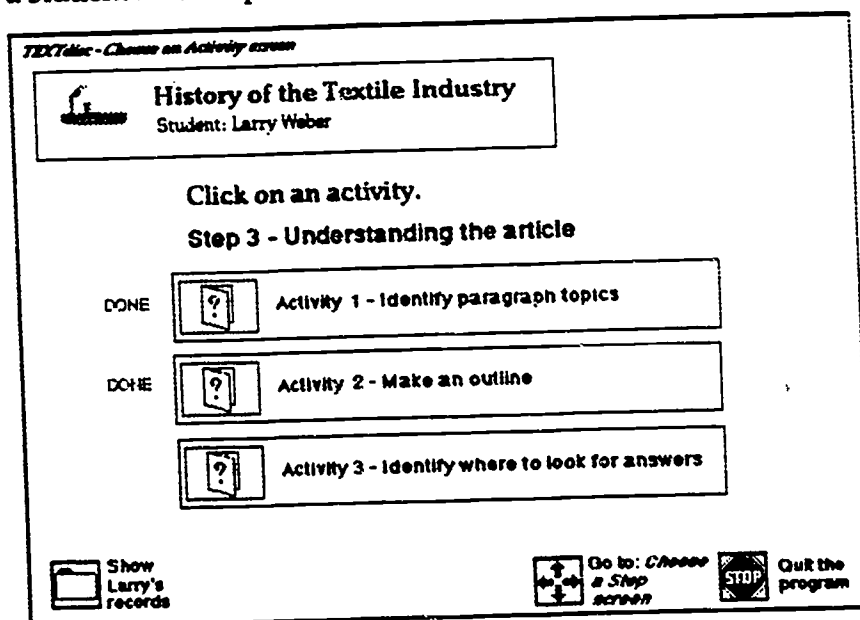 TEXTdisc - Choose an Activity screen
History of the Textile Industry
Student: Larry Weber
Click on an activity.
Step 3 - Understanding the article
DONE
Activity 1 - Identify paragraph topics
DONE
Activity 2 - Make an outline
Activity 3 - Identify where to look for answers
Show
Larry's
records
Go to: Choose
a Step
screen
STOP
Quit the
program